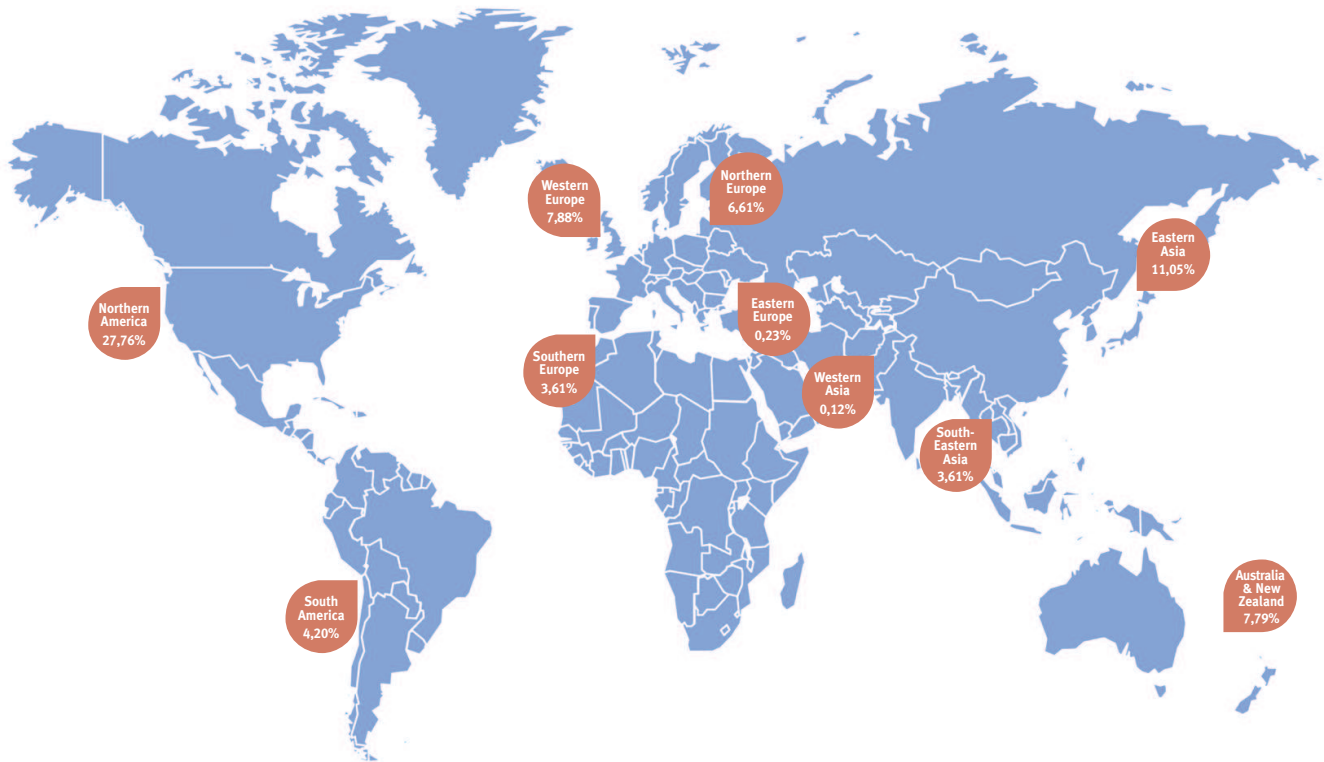 Western
Europe
7,88%
Northern
Europe
6,61%
Eastern
Asia
11,05%
Northern
America
27,76%
Eastern
Europe
0,23%
Southern
Europe
3,61%
Western
Asia
0,12%
South-
Eastern
Asia
3,61%
Australia
& New
Zealand
7,79%
South
America
4,20%